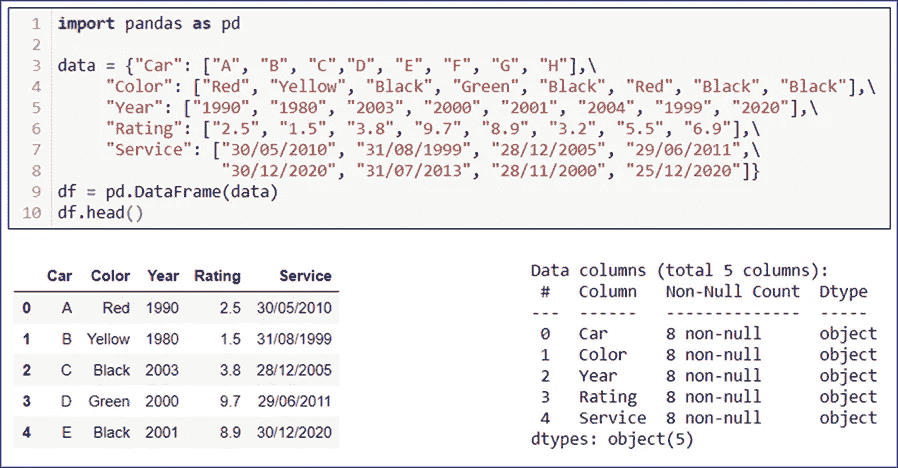 1 import pandas as pd
2
3 data = {"Car": ["A", "B", "C","D", "E", "F", "G", "H"],\
4 "Color": ["Red", "Yellow", "Black", "Green", "Black", "Red", "Black", "Black"],\
5 "Year": ["1990", "1980", "2003", "2000", "2001", "2004", "1999", "2020"],\
6 "Rating": ["2.5", "1.5", "3.8", "9.7", "8.9", "3.2", "5.5", "6.9"],\
7 "Service": ["30/05/2010", "31/08/1999", "28/12/2005", "29/06/2011",\
8 "30/12/2020", "31/07/2013", "28/11/2000", "25/12/2020"]}
9 df = pd.DataFrame(data)
10 df.head()
Car Color Year Rating Service
0 A Red 1990 2.5 30/05/2010
1 B Yellow 1980 1.5 31/08/1999
2 C Black 2003 3.8 28/12/2005
3 D Green 2000 9.7 29/06/2011
4 E Black 2001 8.9 30/12/2020
Data columns (total 5 columns):
# Column Non-Null Count Dtype
--- ------ -------------- -----
0 Car 8 non-null object
1 Color 8 non-null object
2 Year 8 non-null object
3 Rating 8 non-null object
4 Service 8 non-null object
dtypes: object(5)